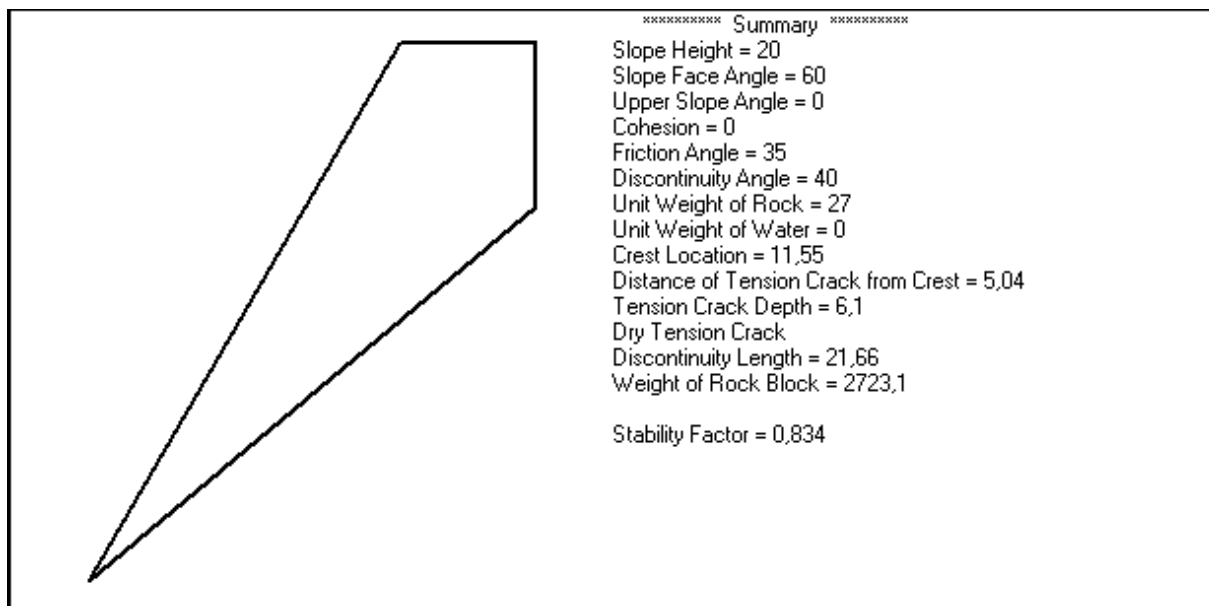 ×××××××××× Summary ××××××××××
Slope Height = 20
Slope Face Angle = 60
Upper Slope Angle = 0
Cohesion = 0
Friction Angle = 35
Discontinuity Angle = 40
Unit Weight of Rock = 27
Unit Weight of Water = 0
Crest Location = 11,55
Distance of Tension Crack from Crest = 5,04
Tension Crack Depth = 6,1
Dry Tension Crack
Discontinuity Length = 21,66
Weight of Rock Block = 2723,1
Stability Factor = 0,834